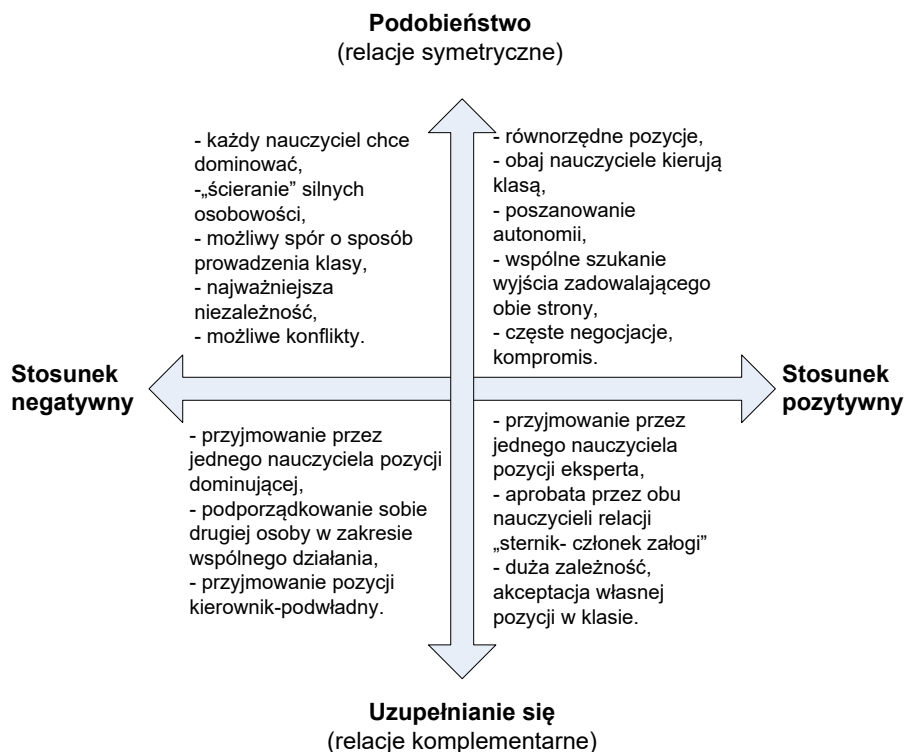 Podobieństwo
(relacje symetryczne)
- każdy nauczyciel chce
dominować,
-„ścieranie” silnych
osobowości,
- możliwy spór o sposób
prowadzenia klasy,
- najważniejsza
niezależność,
- możliwe konflikty.
- równorzędne pozycje,
- obaj nauczyciele kierują
klasą,
- poszanowanie
autonomii,
- wspólne szukanie
wyjścia zadowalającego
obie strony,
- częste negocjacje,
kompromis.
Stosunek
negatywny
Stosunek
pozytywny
- przyjmowanie przez
jednego nauczyciela pozycji
dominującej,
- podporządkowanie sobie
drugiej osoby w zakresie
wspólnego działania,
- przyjmowanie pozycji
kierownik-podwładny.
- przyjmowanie przez
jednego nauczyciela
pozycji eksperta,
- aprobata przez obu
nauczycieli relacji
„sternik- członek załogi”
- duża zależność,
akceptacja własnej
pozycji w klasie.
Uzupełnianie się
(relacje komplementarne)